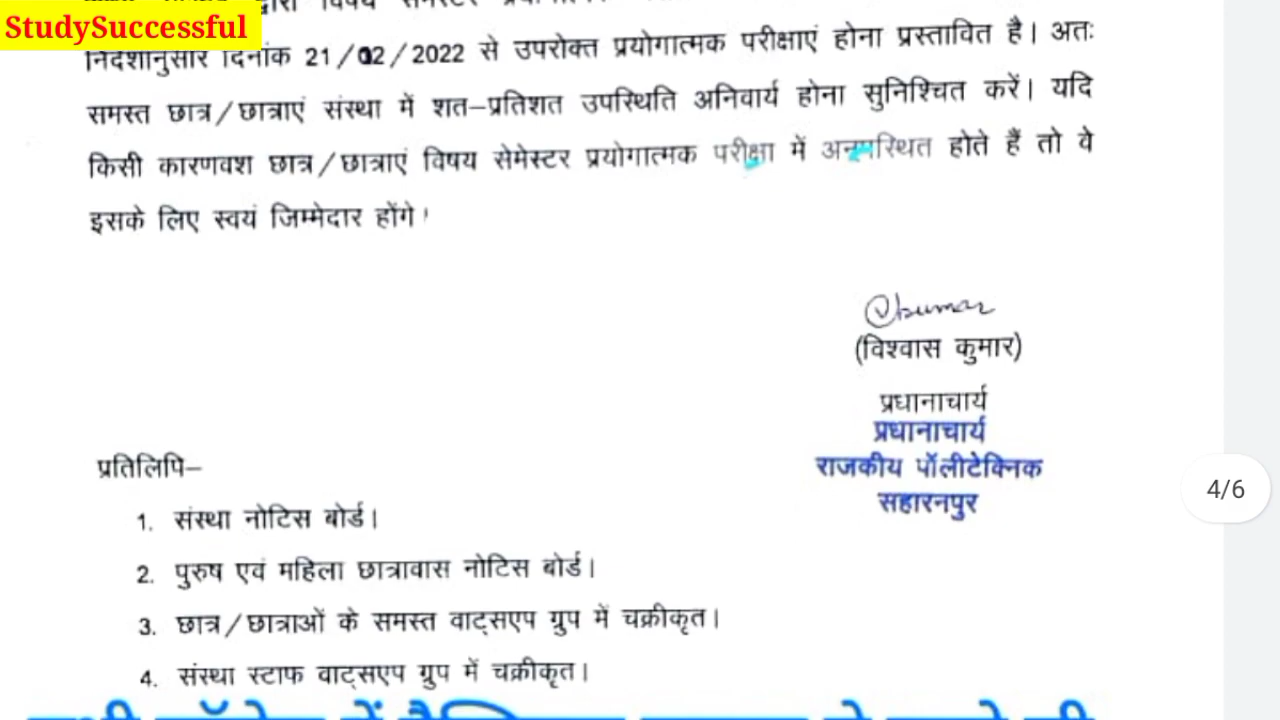 StudySuccessful
द्वारा विषय सेमेस्टर
निर्देशानुसार दिनांक 21/02/2022 से उपरोक्त प्रयोगात्मक परीक्षाएं होना प्रस्तावित है। अतः
समस्त छात्र/छात्राएं संस्था में शत–प्रतिशत उपस्थिति अनिवार्य होना सुनिश्चित करें। यदि
किसी कारणवश छात्र/छात्राएं विषय सेमेस्टर प्रयोगात्मक परीक्षा में अनुपस्थित होते हैं तो वे
इसके लिए स्वयं जिम्मेदार होंगे।
(विश्वास कुमार)
प्रधानाचार्य
प्रधानाचार्य
राजकीय पॉलीटेक्निक
सहारनपुर
प्रतिलिपि–
1. संस्था नोटिस बोर्ड।
2. पुरुष एवं महिला छात्रावास नोटिस बोर्ड।
3. छात्र/छात्राओं के समस्त वाट्सएप ग्रुप में चक्रीकृत।
4. संस्था स्टाफ वाट्सएप ग्रुप में चक्रीकृत।
4/6